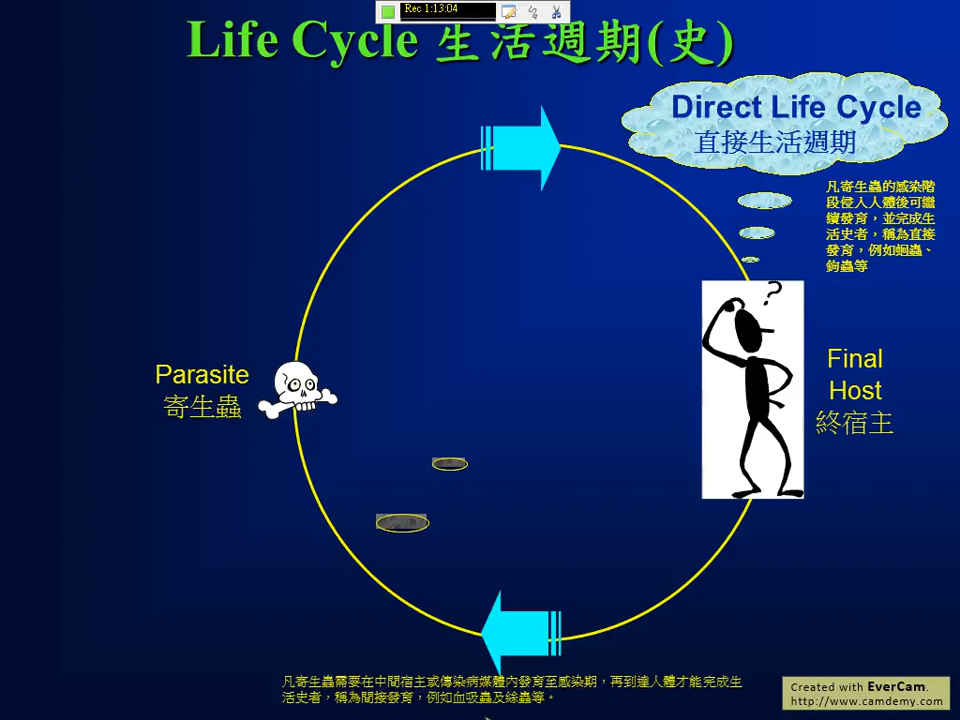 Rec 1:13:04
Life Cycle 生活週期(史)
Direct Life Cycle
直接生活週期
凡寄生蟲的感染階
段侵入人體後可繼
續發育，並完成生
活史者，稱為直接
發育，例如蛔蟲、
鉤蟲等
?
Parasite
寄生蟲
Final
Host
終宿主
凡寄生蟲需要在中間宿主或傳染病媒體內發育至感染期，再到達人體才能完成生
活史者，稱為間接發育，例如血吸蟲及絲蟲等。
Created with EverCam.
http://www.camdemy.com